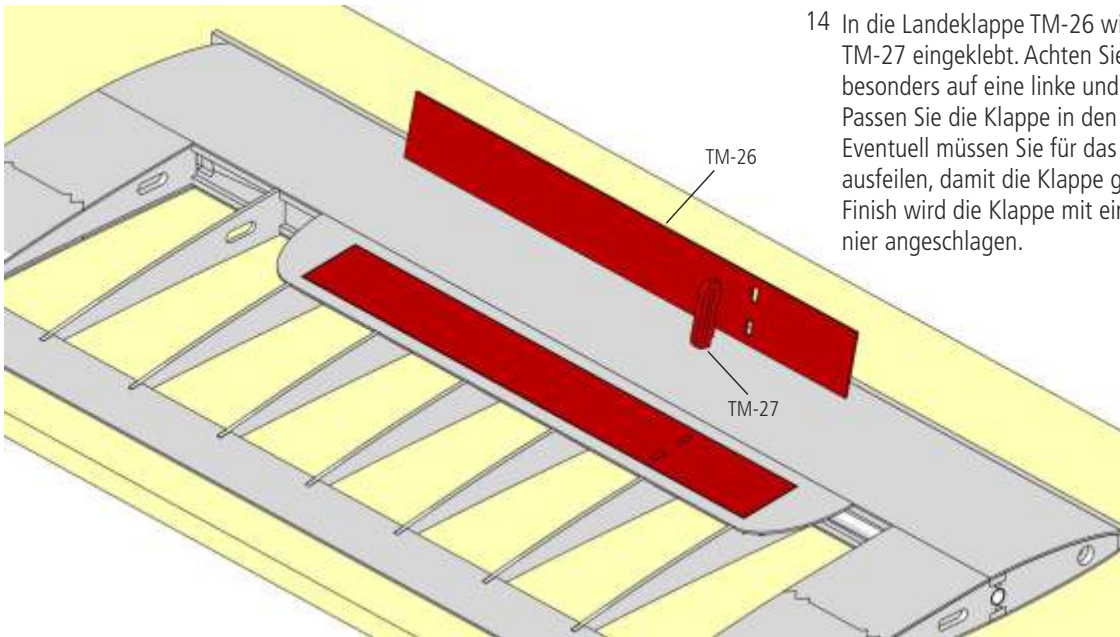 14 In die Landeklappe TM-26 wi
TM-27 eingeklebt. Achten Sie
besonders auf eine linke und
Passen Sie die Klappe in den
Eventuell müssen Sie für das
ausfeilen, damit die Klappe g
Finish wird die Klappe mit ein
nier angeschlagen.
TM-26
TM-27